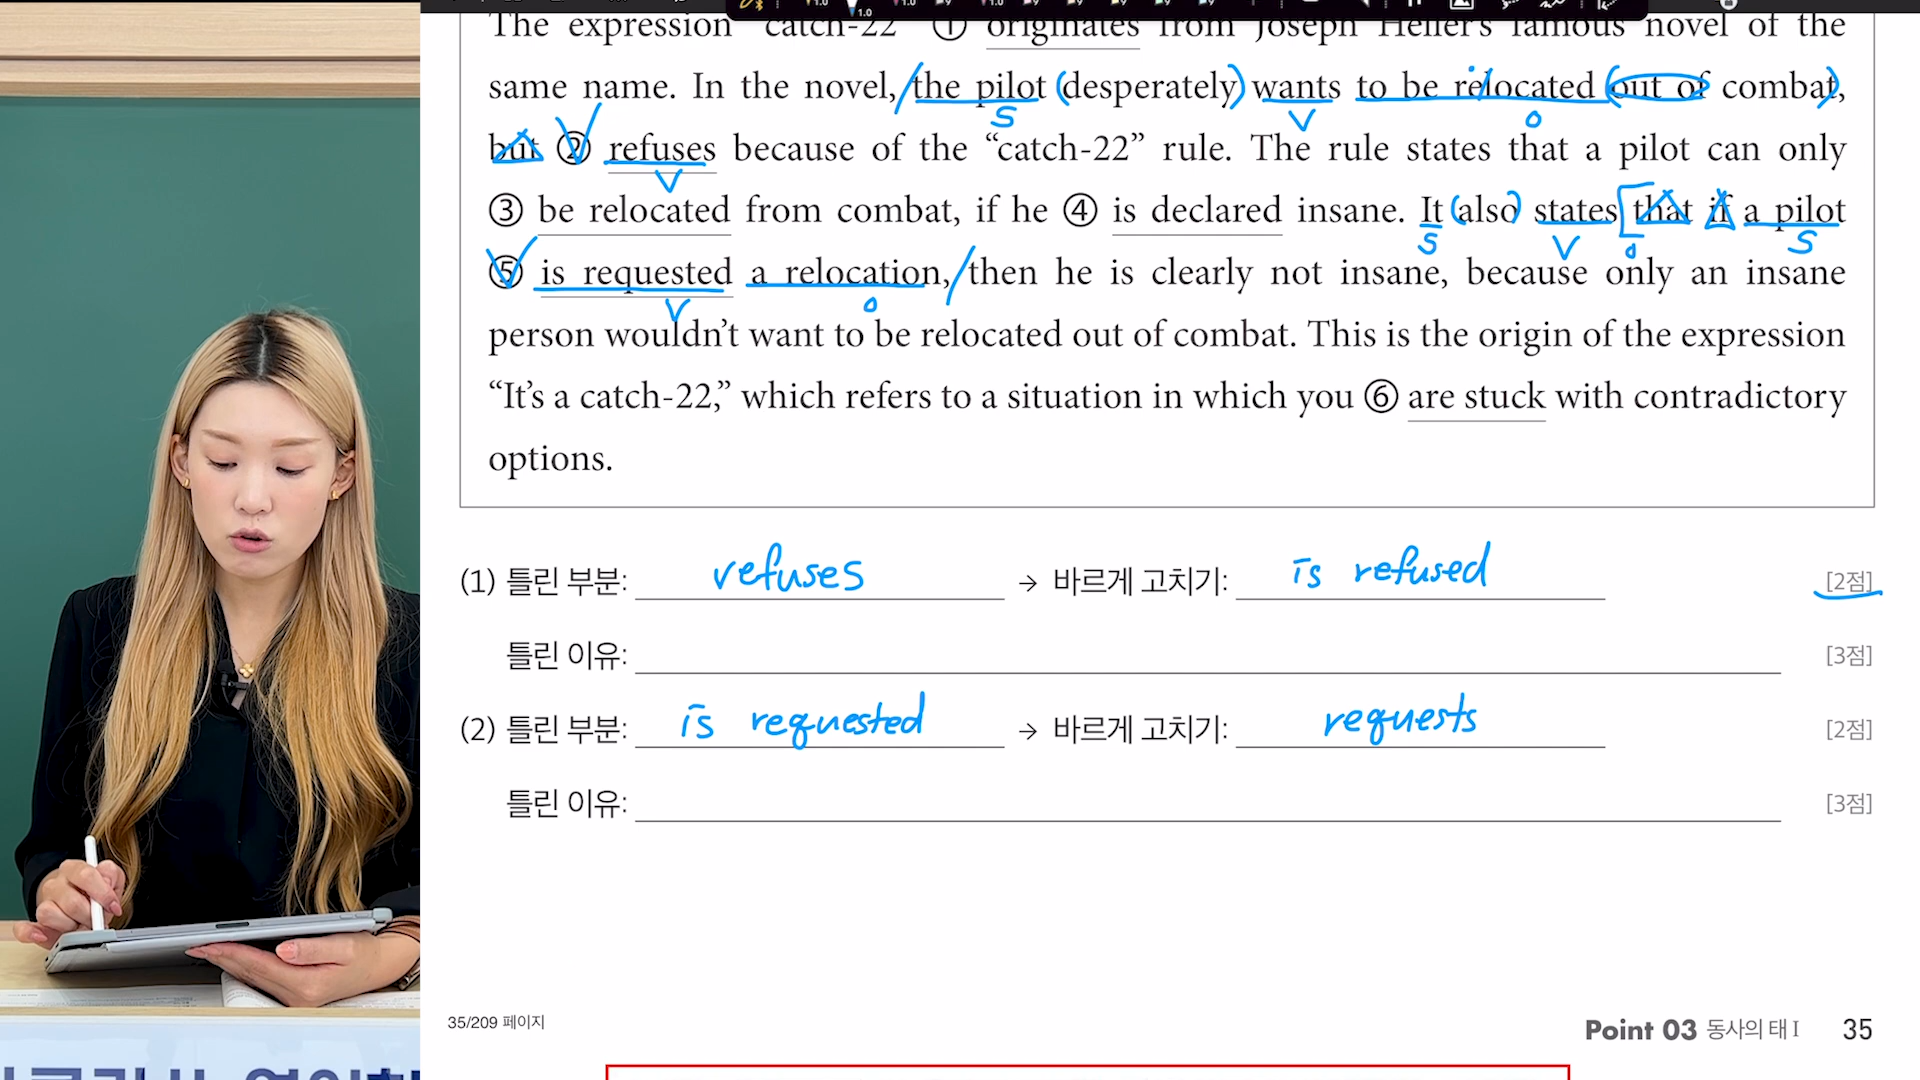 The expression “catch-22” ① originates from Joseph Heller’s famous novel of the
same name. In the novel, the pilot (desperately) wants to be relocated (out of combat),
but ② refuses because of the “catch-22” rule. The rule states that a pilot can only
③ be relocated from combat, if he ④ is declared insane. It (also) states [that if a pilot
⑤ is requested a relocation, then he is clearly not insane, because only an insane
person wouldn’t want to be relocated out of combat. This is the origin of the expression
“It’s a catch-22,” which refers to a situation in which you ⑥ are stuck with contradictory
options.
S V O
V
S V O S
V O
(1) 틀린 부분: refuses → 바르게 고치기: is refused [2점]
틀린 이유: [3점]
(2) 틀린 부분: is requested → 바르게 고치기: requests [2점]
틀린 이유: [3점]
35/209 페이지
Point 03 동사의 태 I 35